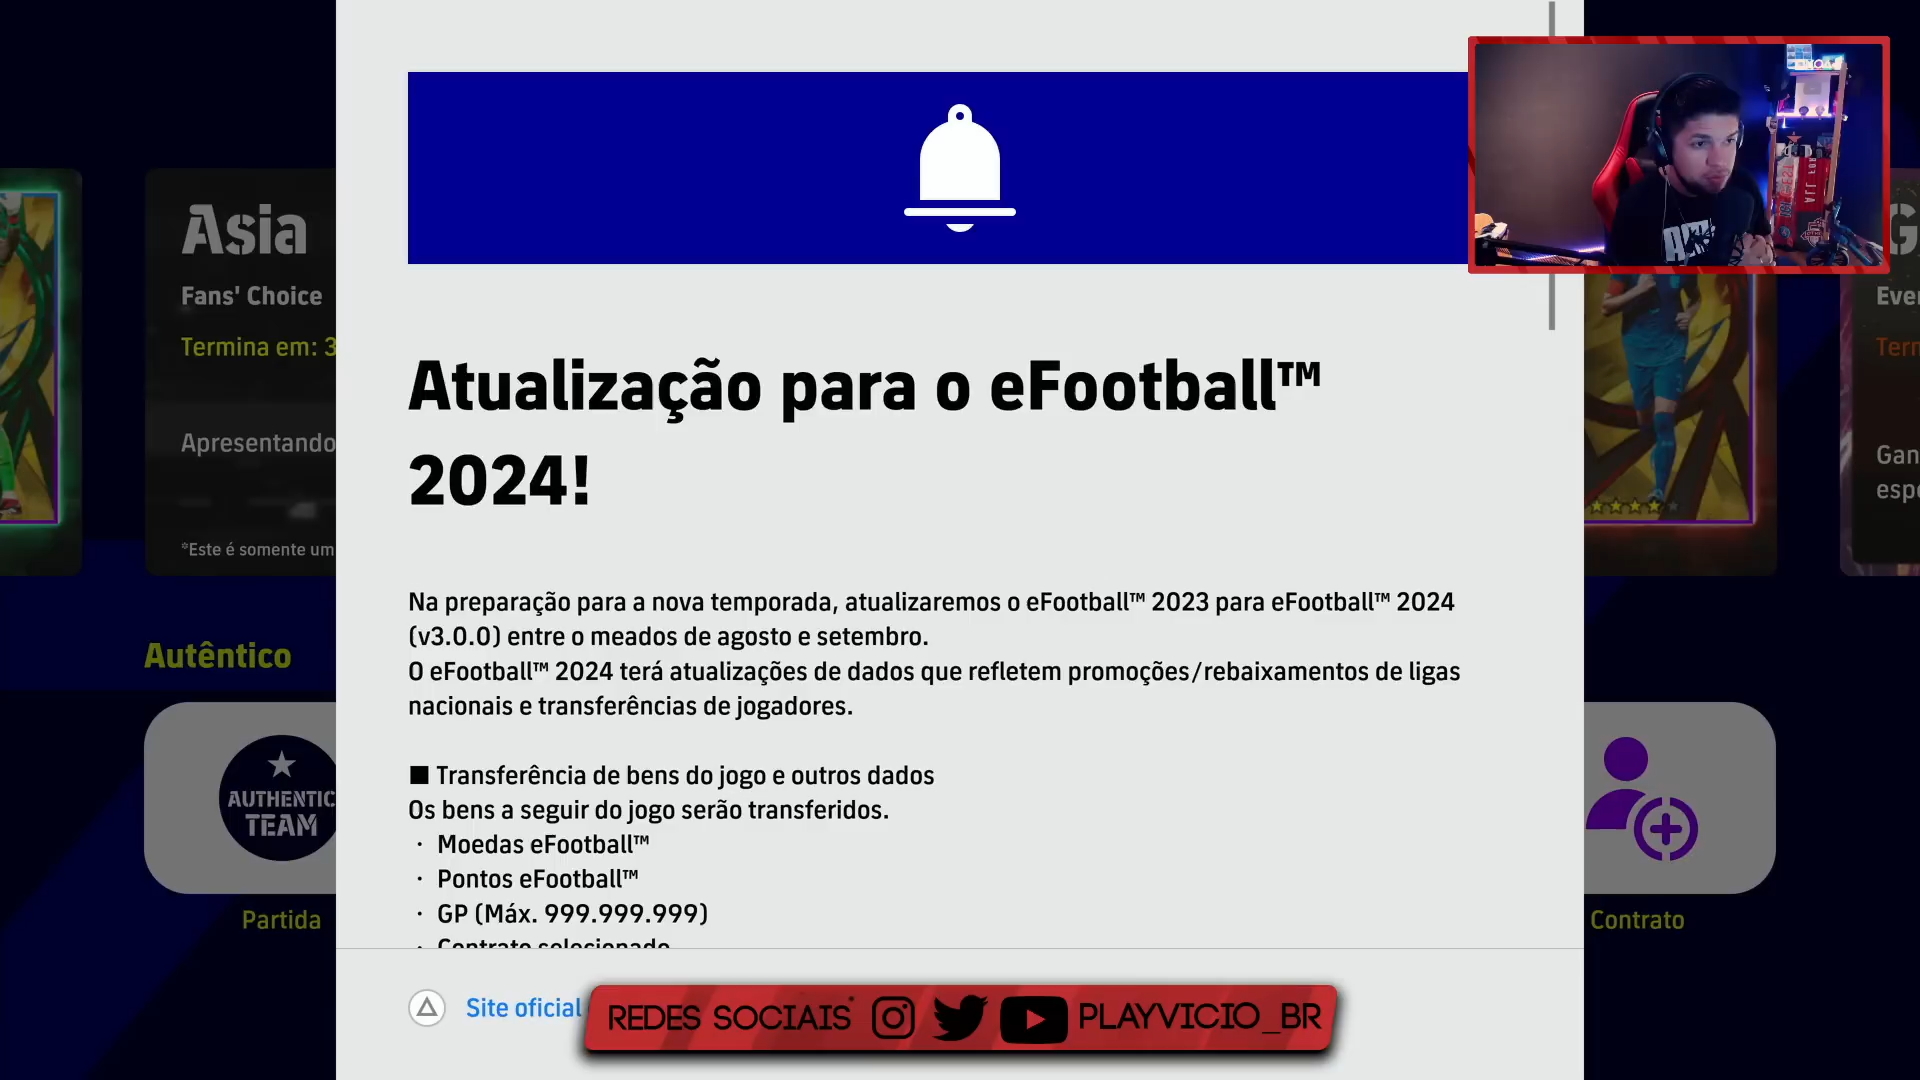 Asia
Fans' Choice
Termina em: 3
Apresentando
*Este é somente um
Autêntico
AUTHENTIC
TEAM
Partida
Atualização para o eFootball™
2024!
Na preparação para a nova temporada, atualizaremos o eFootball™ 2023 para eFootball™ 2024
(v3.0.0) entre o meados de agosto e setembro.
O eFootball™ 2024 terá atualizações de dados que refletem promoções/rebaixamentos de ligas
nacionais e transferências de jogadores.
■ Transferência de bens do jogo e outros dados
Os bens a seguir do jogo serão transferidos.
· Moedas eFootball™
· Pontos eFootball™
· GP (Máx. 999.999.999)
· Contrato selecionado
Site oficial
REDES SOCIAIS PLAYVICIO_BR
G
Eve
Tern
Gan
esp
Contrato